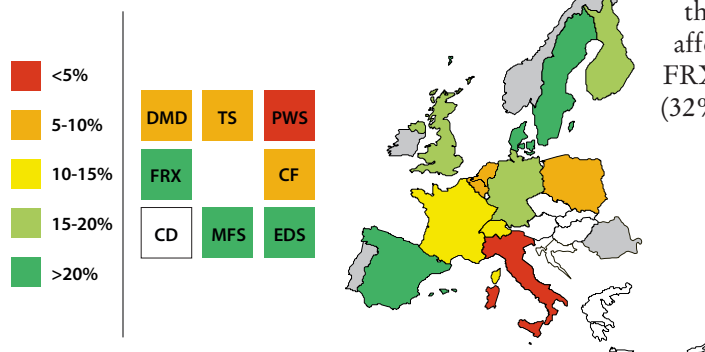 <5%
5-10%
10-15%
15-20%
>20%
DMD TS PWS
FRX CF
CD MFS EDS
th
affe
FRX
(32%